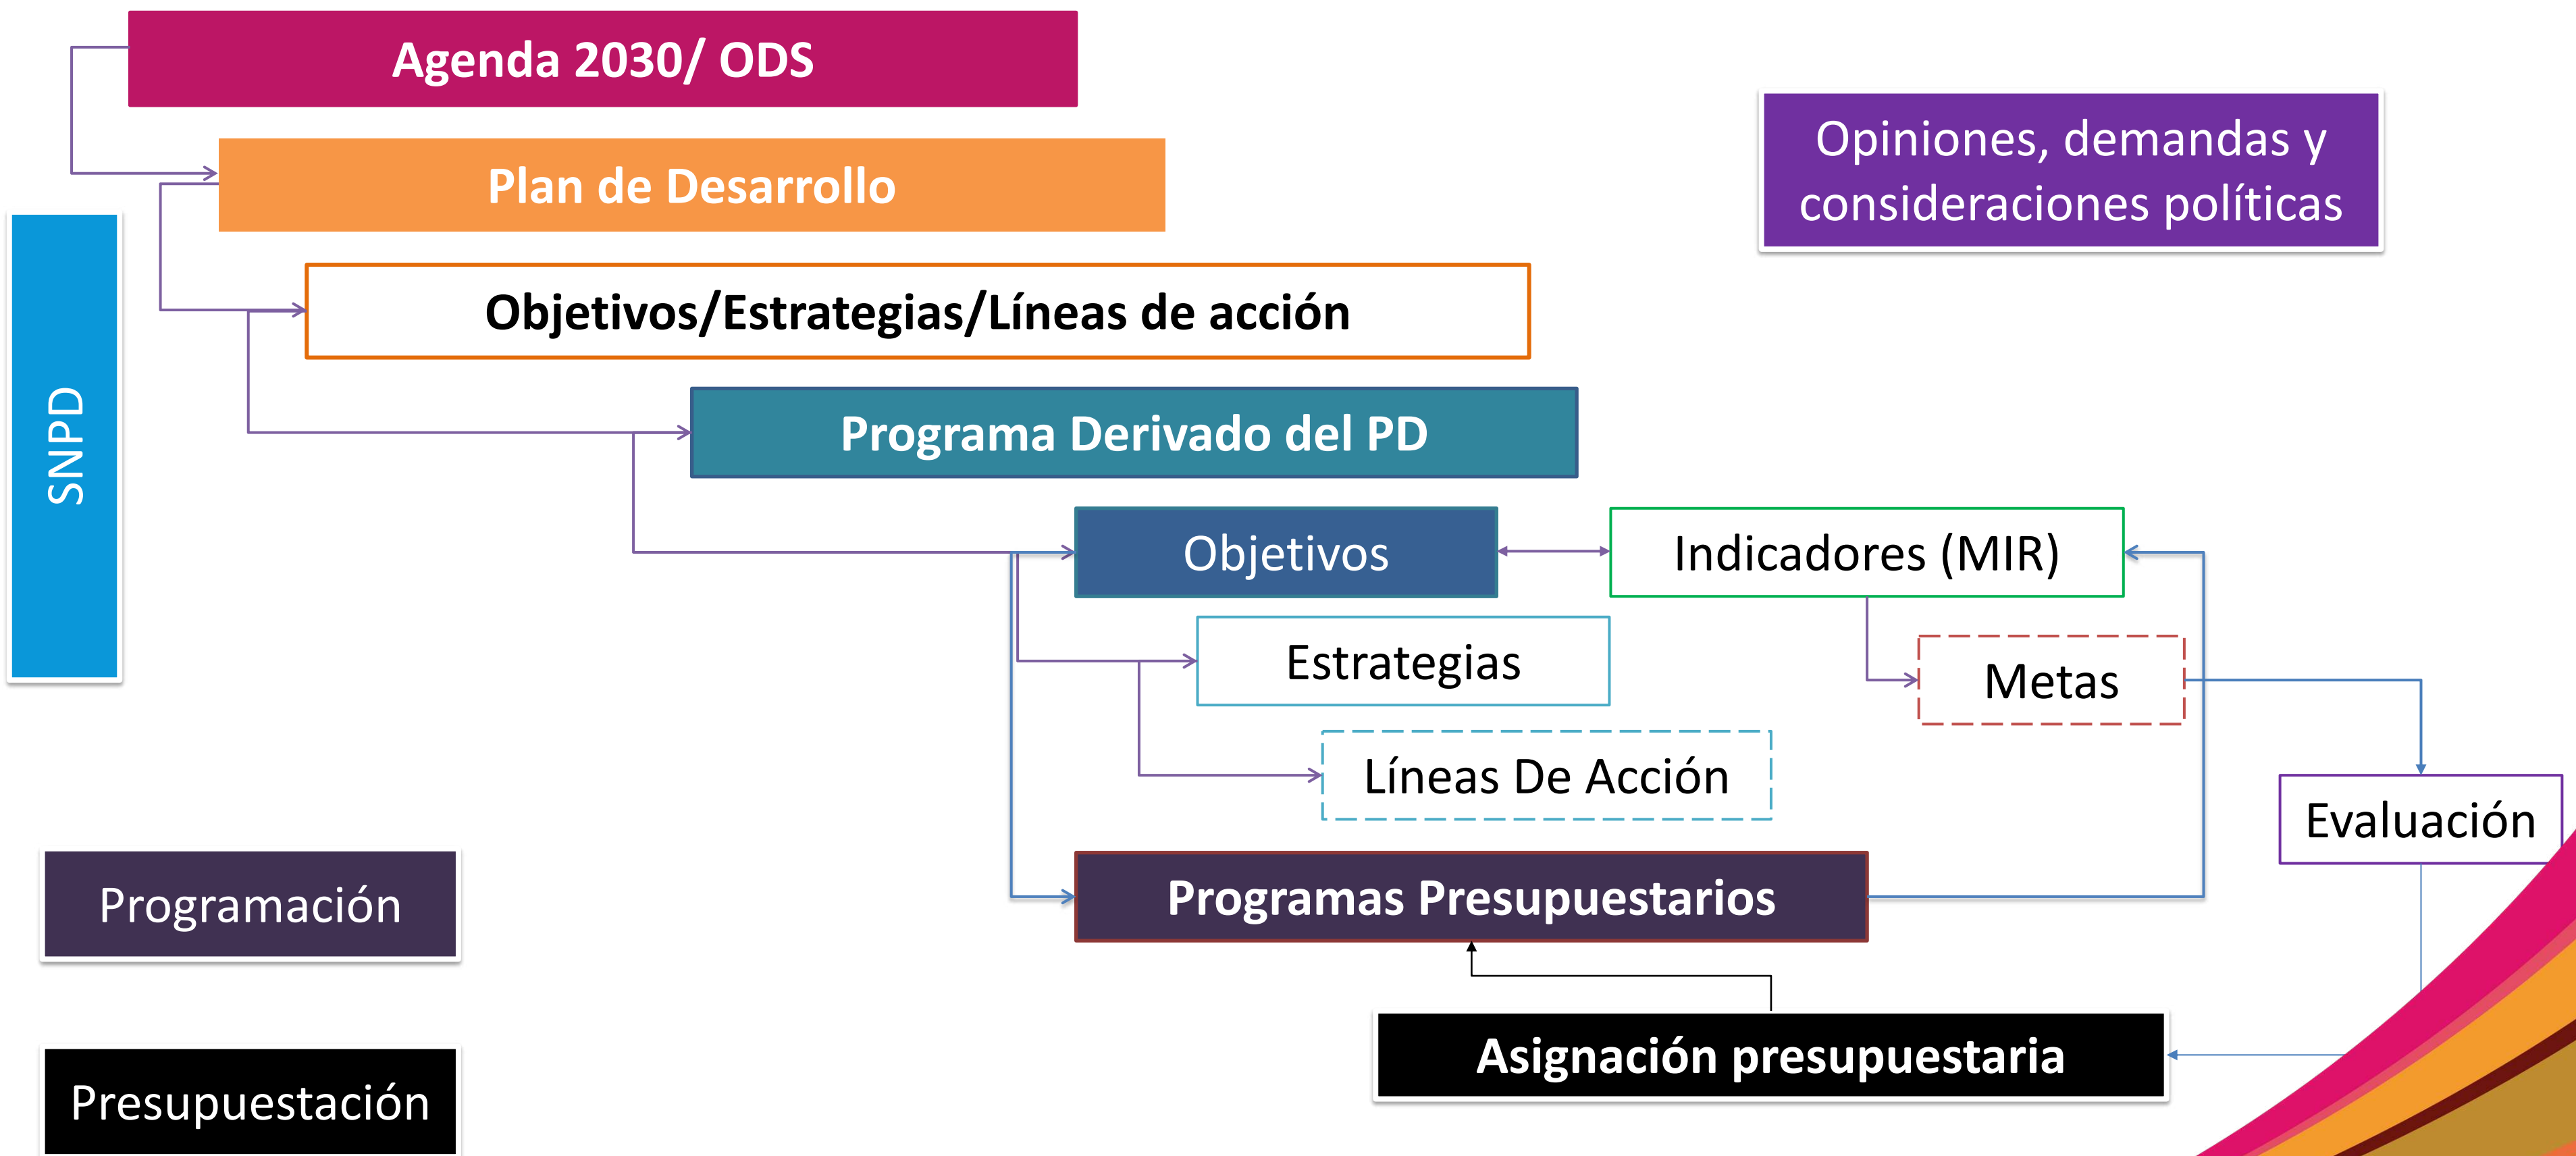 Agenda 2030/ ODS
Plan de Desarrollo
Opiniones, demandas y
consideraciones políticas
Objetivos/Estrategias/Líneas de acción
SNPD
Programa Derivado del PD
Objetivos
Indicadores (MIR)
Estrategias
Metas
Líneas De Acción
Evaluación
Programación
Programas Presupuestarios
Asignación presupuestaria
Presupuestación